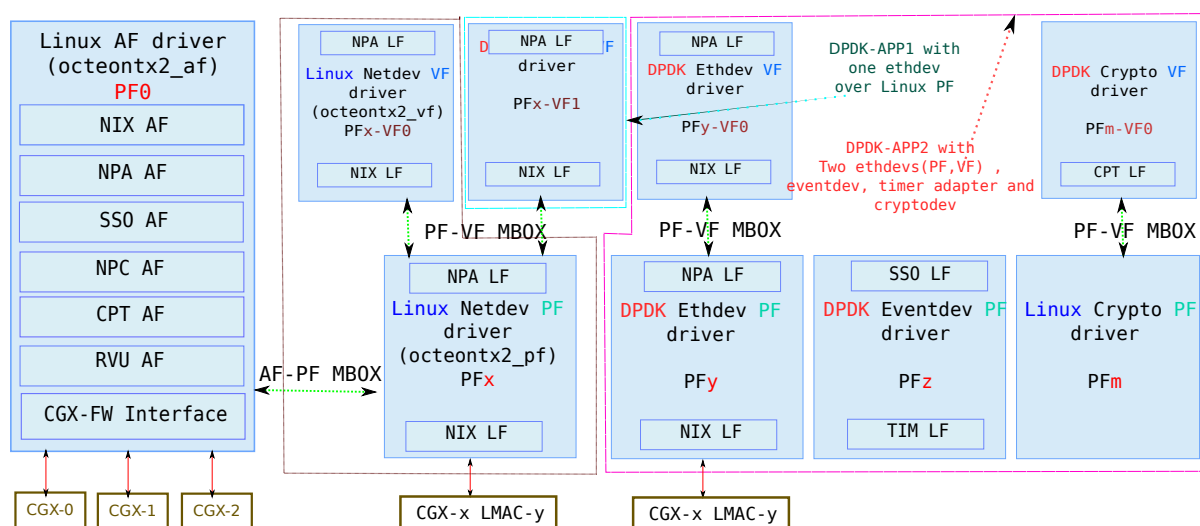 Linux AF driver
(octeontx2_af)
PF0
NIX AF
NPA AF
SSO AF
NPC AF
CPT AF
RVU AF
CGX-FW Interface
CGX-0
CGX-1
CGX-2
AF-PF MBOX
NPA LF
Linux Netdev VF
driver
(octeontx2_vf)
PFx-VF0
NIX LF
NPA LF
D F
driver
PFx-VF1
NIX LF
NPA LF
DPDK Ethdev VF
driver
PFy-VF0
NIX LF
DPDK-APP1 with
one ethdev
over Linux PF
DPDK-APP2 with
Two ethdevs(PF,VF) ,
eventdev, timer adapter and
cryptodev
DPDK Crypto VF
driver
PFm-VF0
CPT LF
PF-VF MBOX
PF-VF MBOX
PF-VF MBOX
NPA LF
Linux Netdev PF
driver
(octeontx2_pf)
PFx
NIX LF
NPA LF
DPDK Ethdev PF
driver
PFy
NIX LF
SSO LF
DPDK Eventdev PF
driver
PFz
TIM LF
Linux Crypto PF
driver
PFm
CGX-x LMAC-y
CGX-x LMAC-y